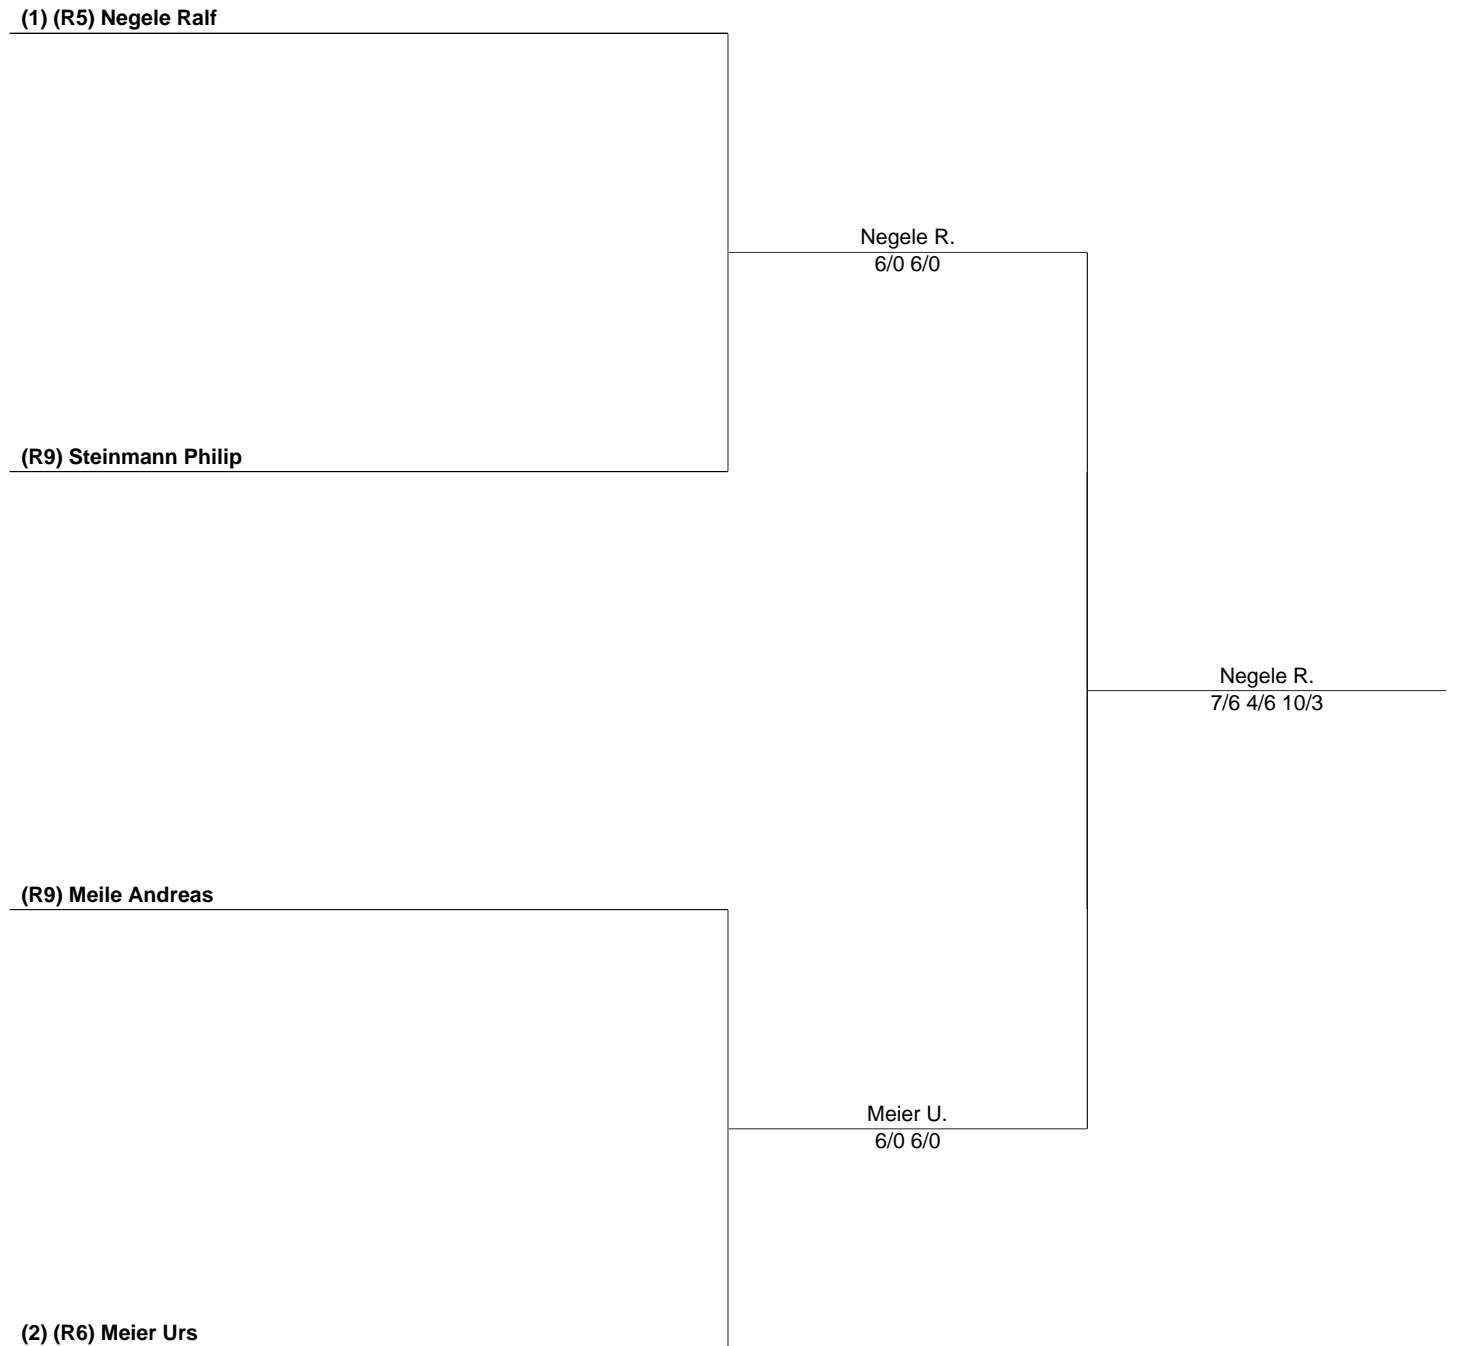 (1) (R5) Negele Ralf
Negele R.
6/0 6/0
(R9) Steinmann Philip
Negele R.
7/6 4/6 10/3
(R9) Meile Andreas
Meier U.
6/0 6/0
(2) (R6) Meier Urs